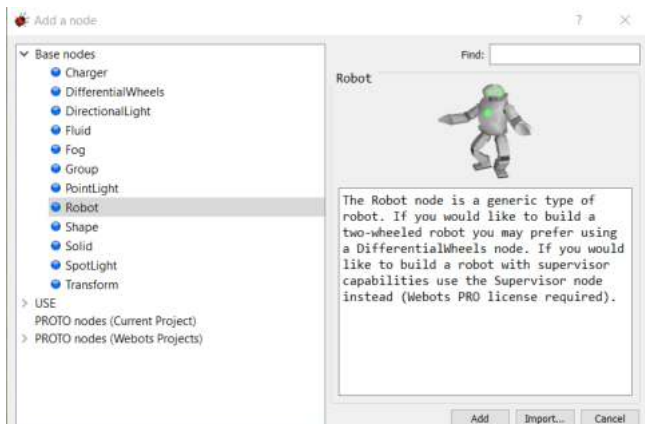 Add a node
Base nodes
Charger
DifferentialWheels
DirectionalLight
Fluid
Fog
Group
PointLight
Robot
Shape
Solid
SpotLight
Transform
USE
PROTO nodes (Current Project)
PROTO nodes (Webots Projects)
Find:
Robot
The Robot node is a generic type of
robot. If you would like to build a
two-wheeled robot you may prefer using
a DifferentialWheels node. If you would
like to build a robot with supervisor
capabilities use the Supervisor node
instead (Webots PRO license required).
Add
Import...
Cancel